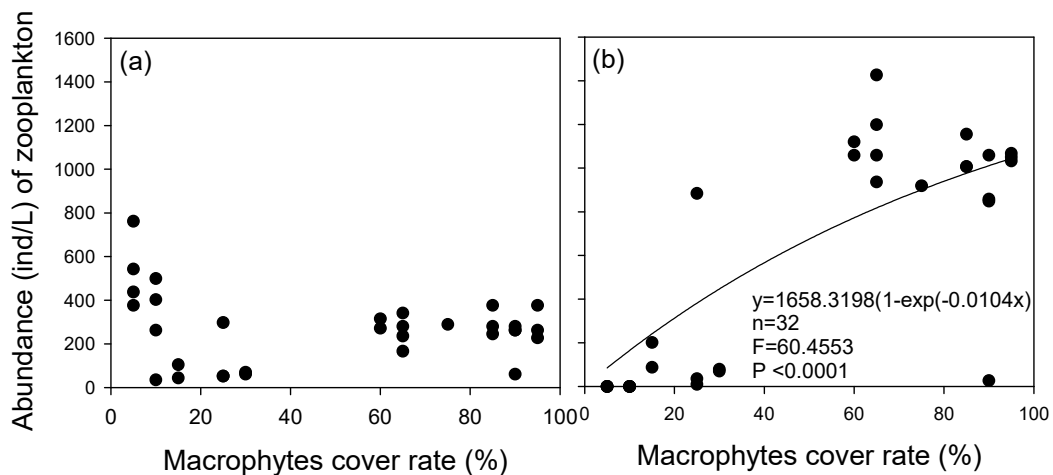 Abundance (ind/L) of zooplankton
1600
1400
1200
1000
800
600
400
200
0
(a)
0 20 40 60 80 100
Macrophytes cover rate (%)
(b)
y=1658.3198(1-exp(-0.0104x)
n=32
F=60.4553
P <0.0001
0 20 40 60 80 100
Macrophytes cover rate (%)